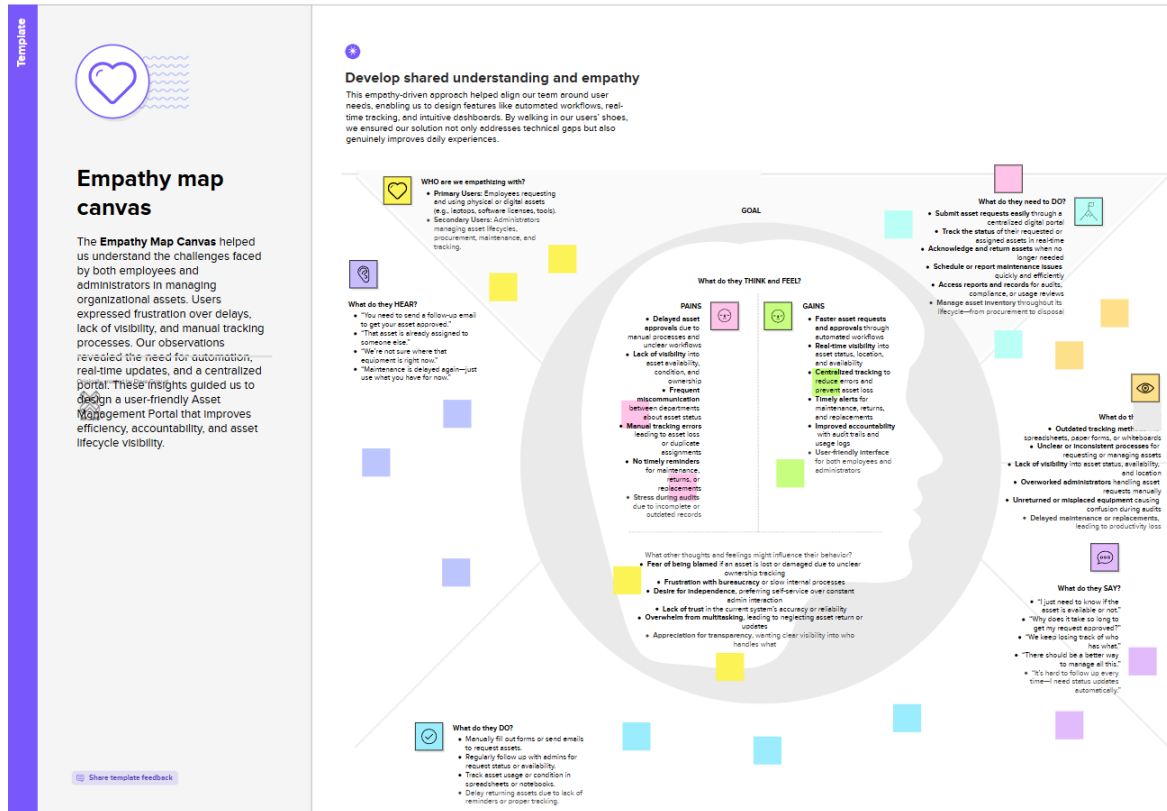 Template
Empathy map
canvas
The Empathy Map Canvas helped
us understand the challenges faced
by both employees and
administrators in managing
organizational assets. Users
expressed frustration over delays,
lack of visibility, and manual tracking
processes. Our observations
revealed the need for automation,
real-time updates, and a centralized
portal. These insights guided us to
design a user-friendly Asset
Management Portal that improves
efficiency, accountability, and asset
lifecycle visibility.
Share template feedback
Develop shared understanding and empathy
This empathy-driven approach helped align our team around user
needs, enabling us to design features like automated workflows, real-
time tracking, and intuitive dashboards. By walking in our users' shoes,
we ensured our solution not only addresses technical gaps but also
genuinely improves daily experiences.
WHO are we empathizing with?
• Primary Users: Employees requesting
and using physical or digital assets
(e.g., laptops, software licenses, tools).
• Secondary Users: Administrators
managing asset lifecycles,
procurement, maintenance, and
tracking.
GOAL
What do they need to DO?
• Submit asset requests easily through a
centralized digital portal
• Track the status of their requested or
assigned assets in real-time
• Acknowledge and return assets when no
longer needed
• Schedule or report maintenance issues
quickly and efficiently
• Access reports and records for audits,
compliance, or usage reviews
• Manage asset inventory throughout its
lifecycle—from procurement to disposal
What do they HEAR?
• "You need to send a follow-up email
to get your asset approved."
• "That asset is already assigned to
someone else."
• "We're not sure where that
equipment is right now."
• "Maintenance is delayed again—just
use what you have for now."
What do they THINK and FEEL?
PAINS
• Delayed asset
approvals due to
manual processes and
unclear workflows
• Lack of visibility into
asset availability,
condition, and
ownership
• Frequent
miscommunication
between departments
about asset status
• Manual tracking errors
leading to asset loss
or duplicate
assignments
• No timely reminders
for maintenance,
returns, or
replacements
• Stress during audits
due to incomplete or
outdated records
GAINS
• Faster asset requests
and approvals through
automated workflows
• Real-time visibility into
asset status, location,
and availability
• Centralized tracking to
reduce errors and
prevent asset loss
• Timely alerts for
maintenance, returns,
and replacements
• Improved accountability
with audit trails and
usage logs
• User-friendly interface
for both employees and
administrators
What other thoughts and feelings might influence their behavior?
• Fear of being blamed if an asset is lost or damaged due to unclear
ownership tracking
• Frustration with bureaucracy or slow internal processes
• Desire for independence, preferring self-service over constant
admin interaction
• Lack of trust in the current system's accuracy or reliability
• Overwhelm from multitasking, leading to neglecting asset return or
updates
• Appreciation for transparency, wanting clear visibility into who
handles what
What do th
• Outdated tracking meth
spreadsheets, paper forms, or whiteboards
• Unclear or inconsistent processes for
requesting or managing assets
• Lack of visibility into asset status, availability,
and location
• Overworked administrators handling asset
requests manually
• Unreturned or misplaced equipment causing
confusion during audits
• Delayed maintenance or replacements,
leading to productivity loss
What do they SAY?
• "I just need to know if the
asset is available or not."
• "Why does it take so long to
get my request approved?"
• "We keep losing track of who
has what."
• "There should be a better way
to manage all this."
• "It's hard to follow up every
time—I need status updates
automatically."
What do they DO?
• Manually fill out forms or send emails
to request assets.
• Regularly follow up with admins for
request status or availability.
• Track asset usage or condition in
spreadsheets or notebooks.
• Delay returning assets due to lack of
reminders or proper tracking.